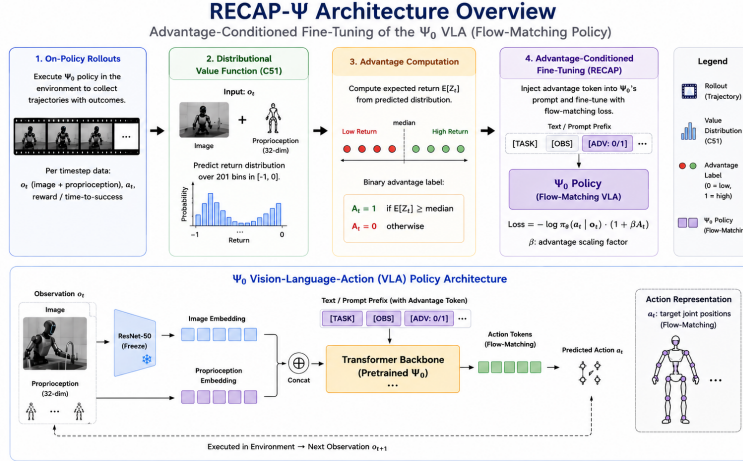 RECAP-Ψ Architecture Overview
Advantage-Conditioned Fine-Tuning of the Ψ₀ VLA (Flow-Matching Policy)
1. On-Policy Rollouts
Execute Ψ₀ policy in the
environment to collect
trajectories with outcomes.
...
Per timestep data:
oₜ (image + proprioception), aₜ,
reward / time-to-success
2. Distributional
Value Function (C51)
Input: oₜ
+
Image
Proprioception
(32-dim)
Predict return distribution
over 201 bins in [-1, 0].
Probability
-1
...
0
Return
3. Advantage Computation
Compute expected return E[Zₜ]
from predicted distribution.
median
Low Return
High Return
Binary advantage label:
Aₜ = 1 if E[Zₜ] ≥ median
Aₜ = 0 otherwise
4. Advantage-Conditioned
Fine-Tuning (RECAP)
Inject advantage token into Ψ₀'s
prompt and fine-tune with
flow-matching loss.
Text / Prompt Prefix
[TASK] [OBS] [ADV: 0/1] ...
Ψ₀ Policy
(Flow-Matching VLA)
Loss = − log πθ(aₜ | oₜ) · (1 + βAₜ)
β: advantage scaling factor
Legend
Rollout
(Trajectory)
Value
Distribution
(C51)
Advantage
Label
(0 = low,
1 = high)
Ψ₀ Policy
(Flow-Matchin
Ψ₀ Vision-Language-Action (VLA) Policy Architecture
Observation oₜ
Image
Proprioception
(32-dim)
...
ResNet-50
(Freeze)
Image Embedding
Proprioception
Embedding
Concat
Text / Prompt Prefix (with Advantage Token)
[TASK] [OBS] [ADV: 0/1] ...
Transformer Backbone
(Pretrained Ψ₀)
...
Action Tokens
(Flow-Matching)
Predicted Action aₜ
Action Representation
aₜ: target joint positions
(Flow-Matching)
...
Executed in Environment → Next Observation oₜ₊₁